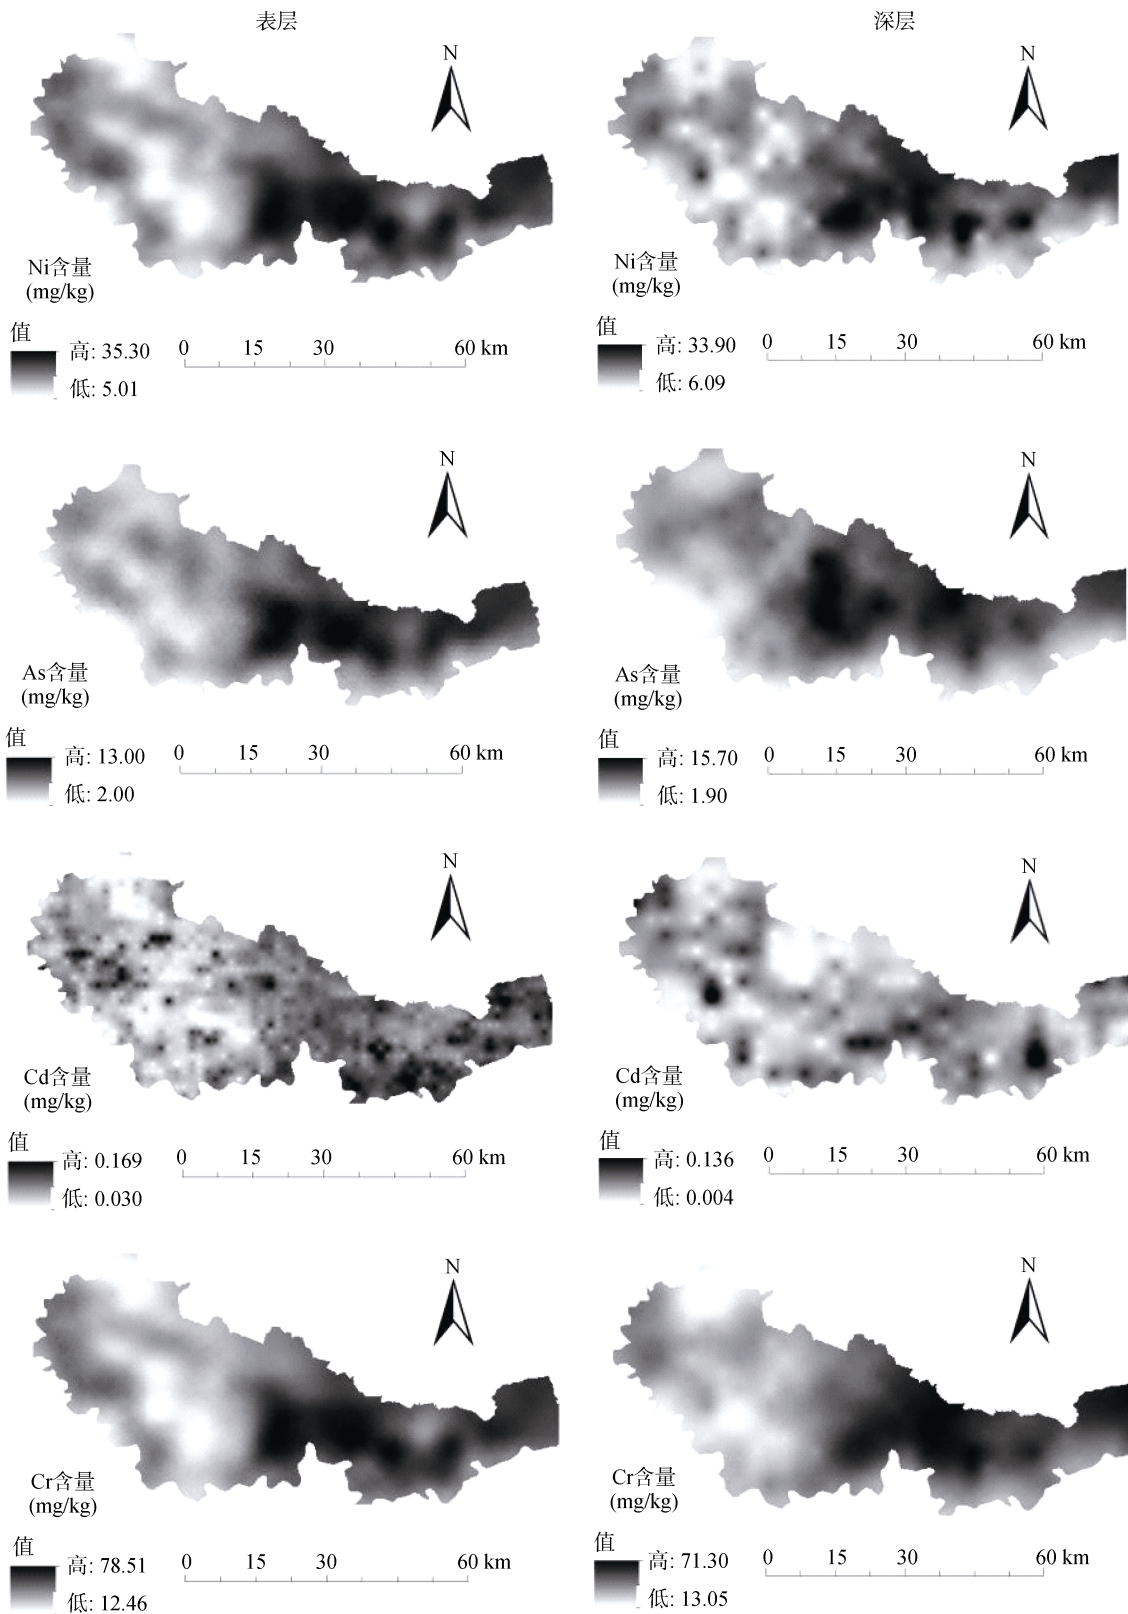 表层
深层
N
N
Ni含量
(mg/kg)
Ni含量
(mg/kg)
值
高: 35.30
低: 5.01
0 15 30 60 km
值
高: 33.90
低: 6.09
0 15 30 60 km
N
N
As含量
(mg/kg)
As含量
(mg/kg)
值
高: 13.00
低: 2.00
0 15 30 60 km
值
高: 15.70
低: 1.90
0 15 30 60 km
N
N
Cd含量
(mg/kg)
Cd含量
(mg/kg)
值
高: 0.169
低: 0.030
0 15 30 60 km
值
高: 0.136
低: 0.004
0 15 30 60 km
N
N
Cr含量
(mg/kg)
Cr含量
(mg/kg)
值
高: 78.51
低: 12.46
0 15 30 60 km
值
高: 71.30
低: 13.05
0 15 30 60 km